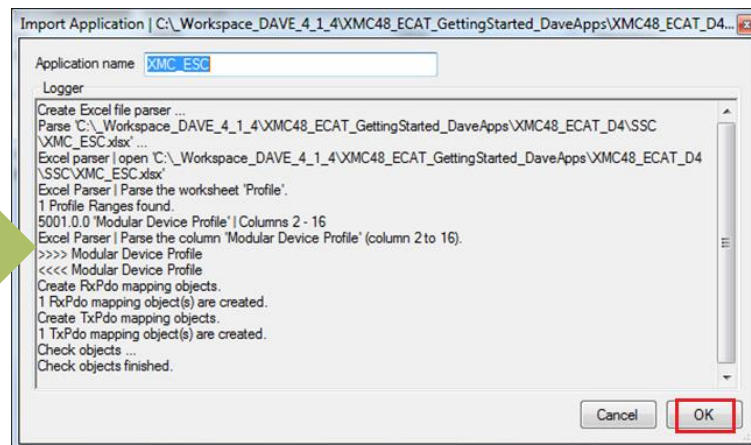 Import Application | C:\_Workspace_DAVE_4_1_4\XMC48_ECAT_GettingStarted_DaveApps\XMC48_ECAT_D4...
Application name XMC_ESC
Logger
Create Excel file parser ...
Parse 'C:\_Workspace_DAVE_4_1_4\XMC48_ECAT_GettingStarted_DaveApps\XMC48_ECAT_D4\SSC
\XMC_ESC.xlsx' ...
Excel parser | open 'C:\_Workspace_DAVE_4_1_4\XMC48_ECAT_GettingStarted_DaveApps\XMC48_ECAT_D4
\SSC\XMC_ESC.xlsx'
Excel Parser | Parse the worksheet 'Profile'.
1 Profile Ranges found.
5001.0.0 'Modular Device Profile' | Columns 2 - 16
Excel Parser | Parse the column 'Modular Device Profile' (column 2 to 16).
>>>> Modular Device Profile
<<<< Modular Device Profile
Create RxPdo mapping objects.
1 RxPdo mapping object(s) are created.
Create TxPdo mapping objects.
1 TxPdo mapping object(s) are created.
Check objects ...
Check objects finished.
Cancel OK